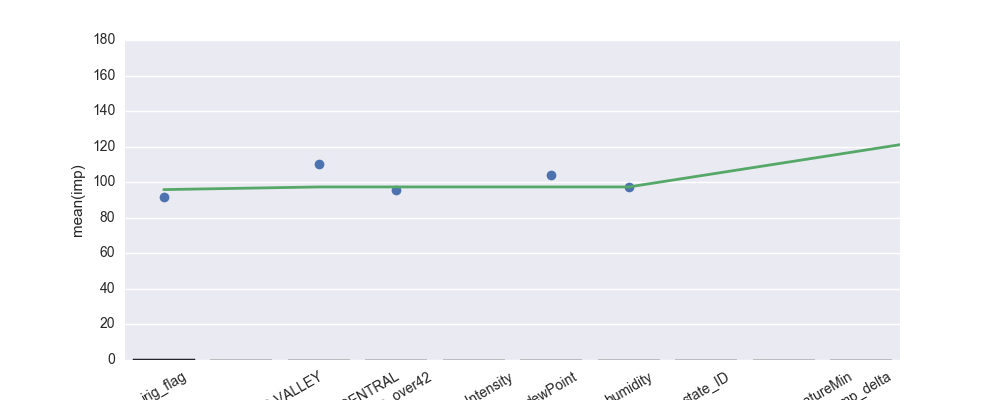 180
160
140
120
100
80
60
40
20
0
mean(imp)
irig_flag
VALLEY
CENTRAL
over42
Intensity
dewPoint
humidity
state_ID
atureMin
mp_delta